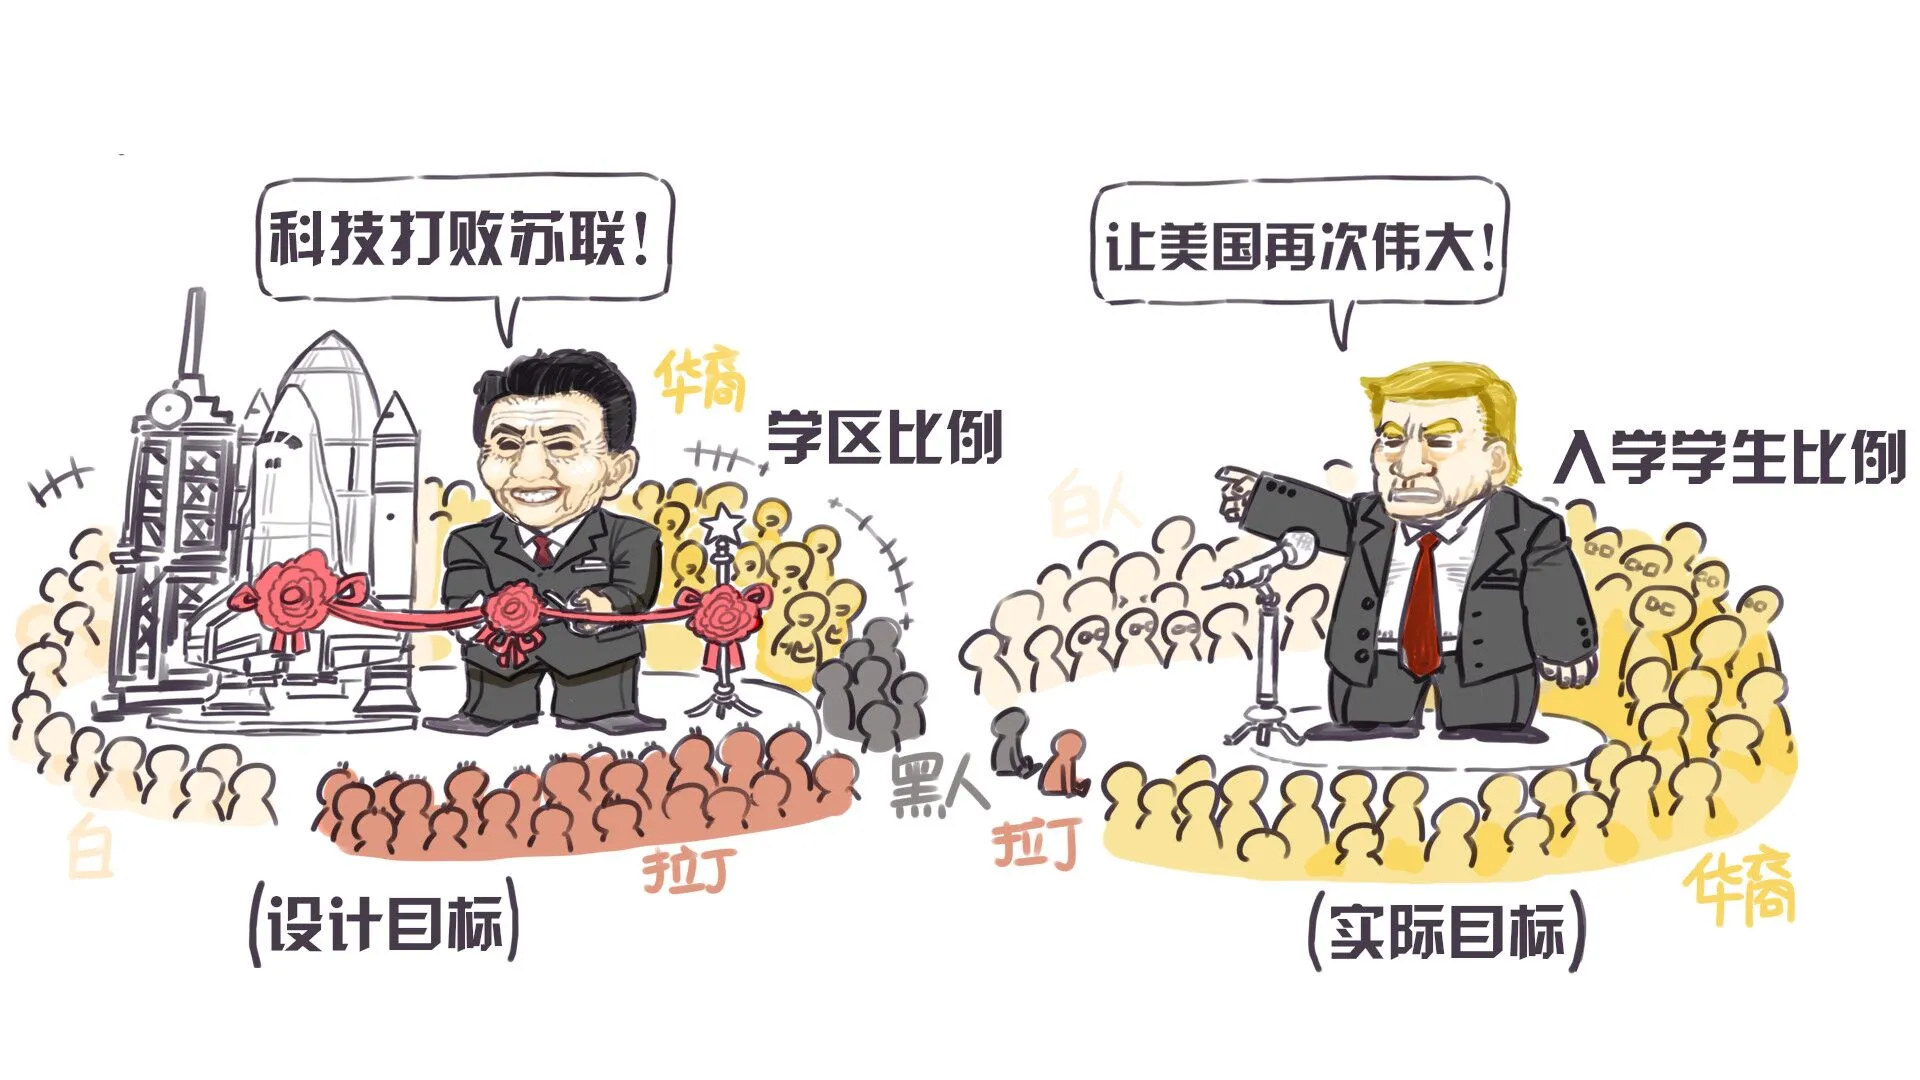 科技打败苏联!
华裔
学区比例
白
拉丁
黑人
(设计目标)
让美国再次伟大!
入学学生比例
白人
拉丁
华裔
(实际目标)